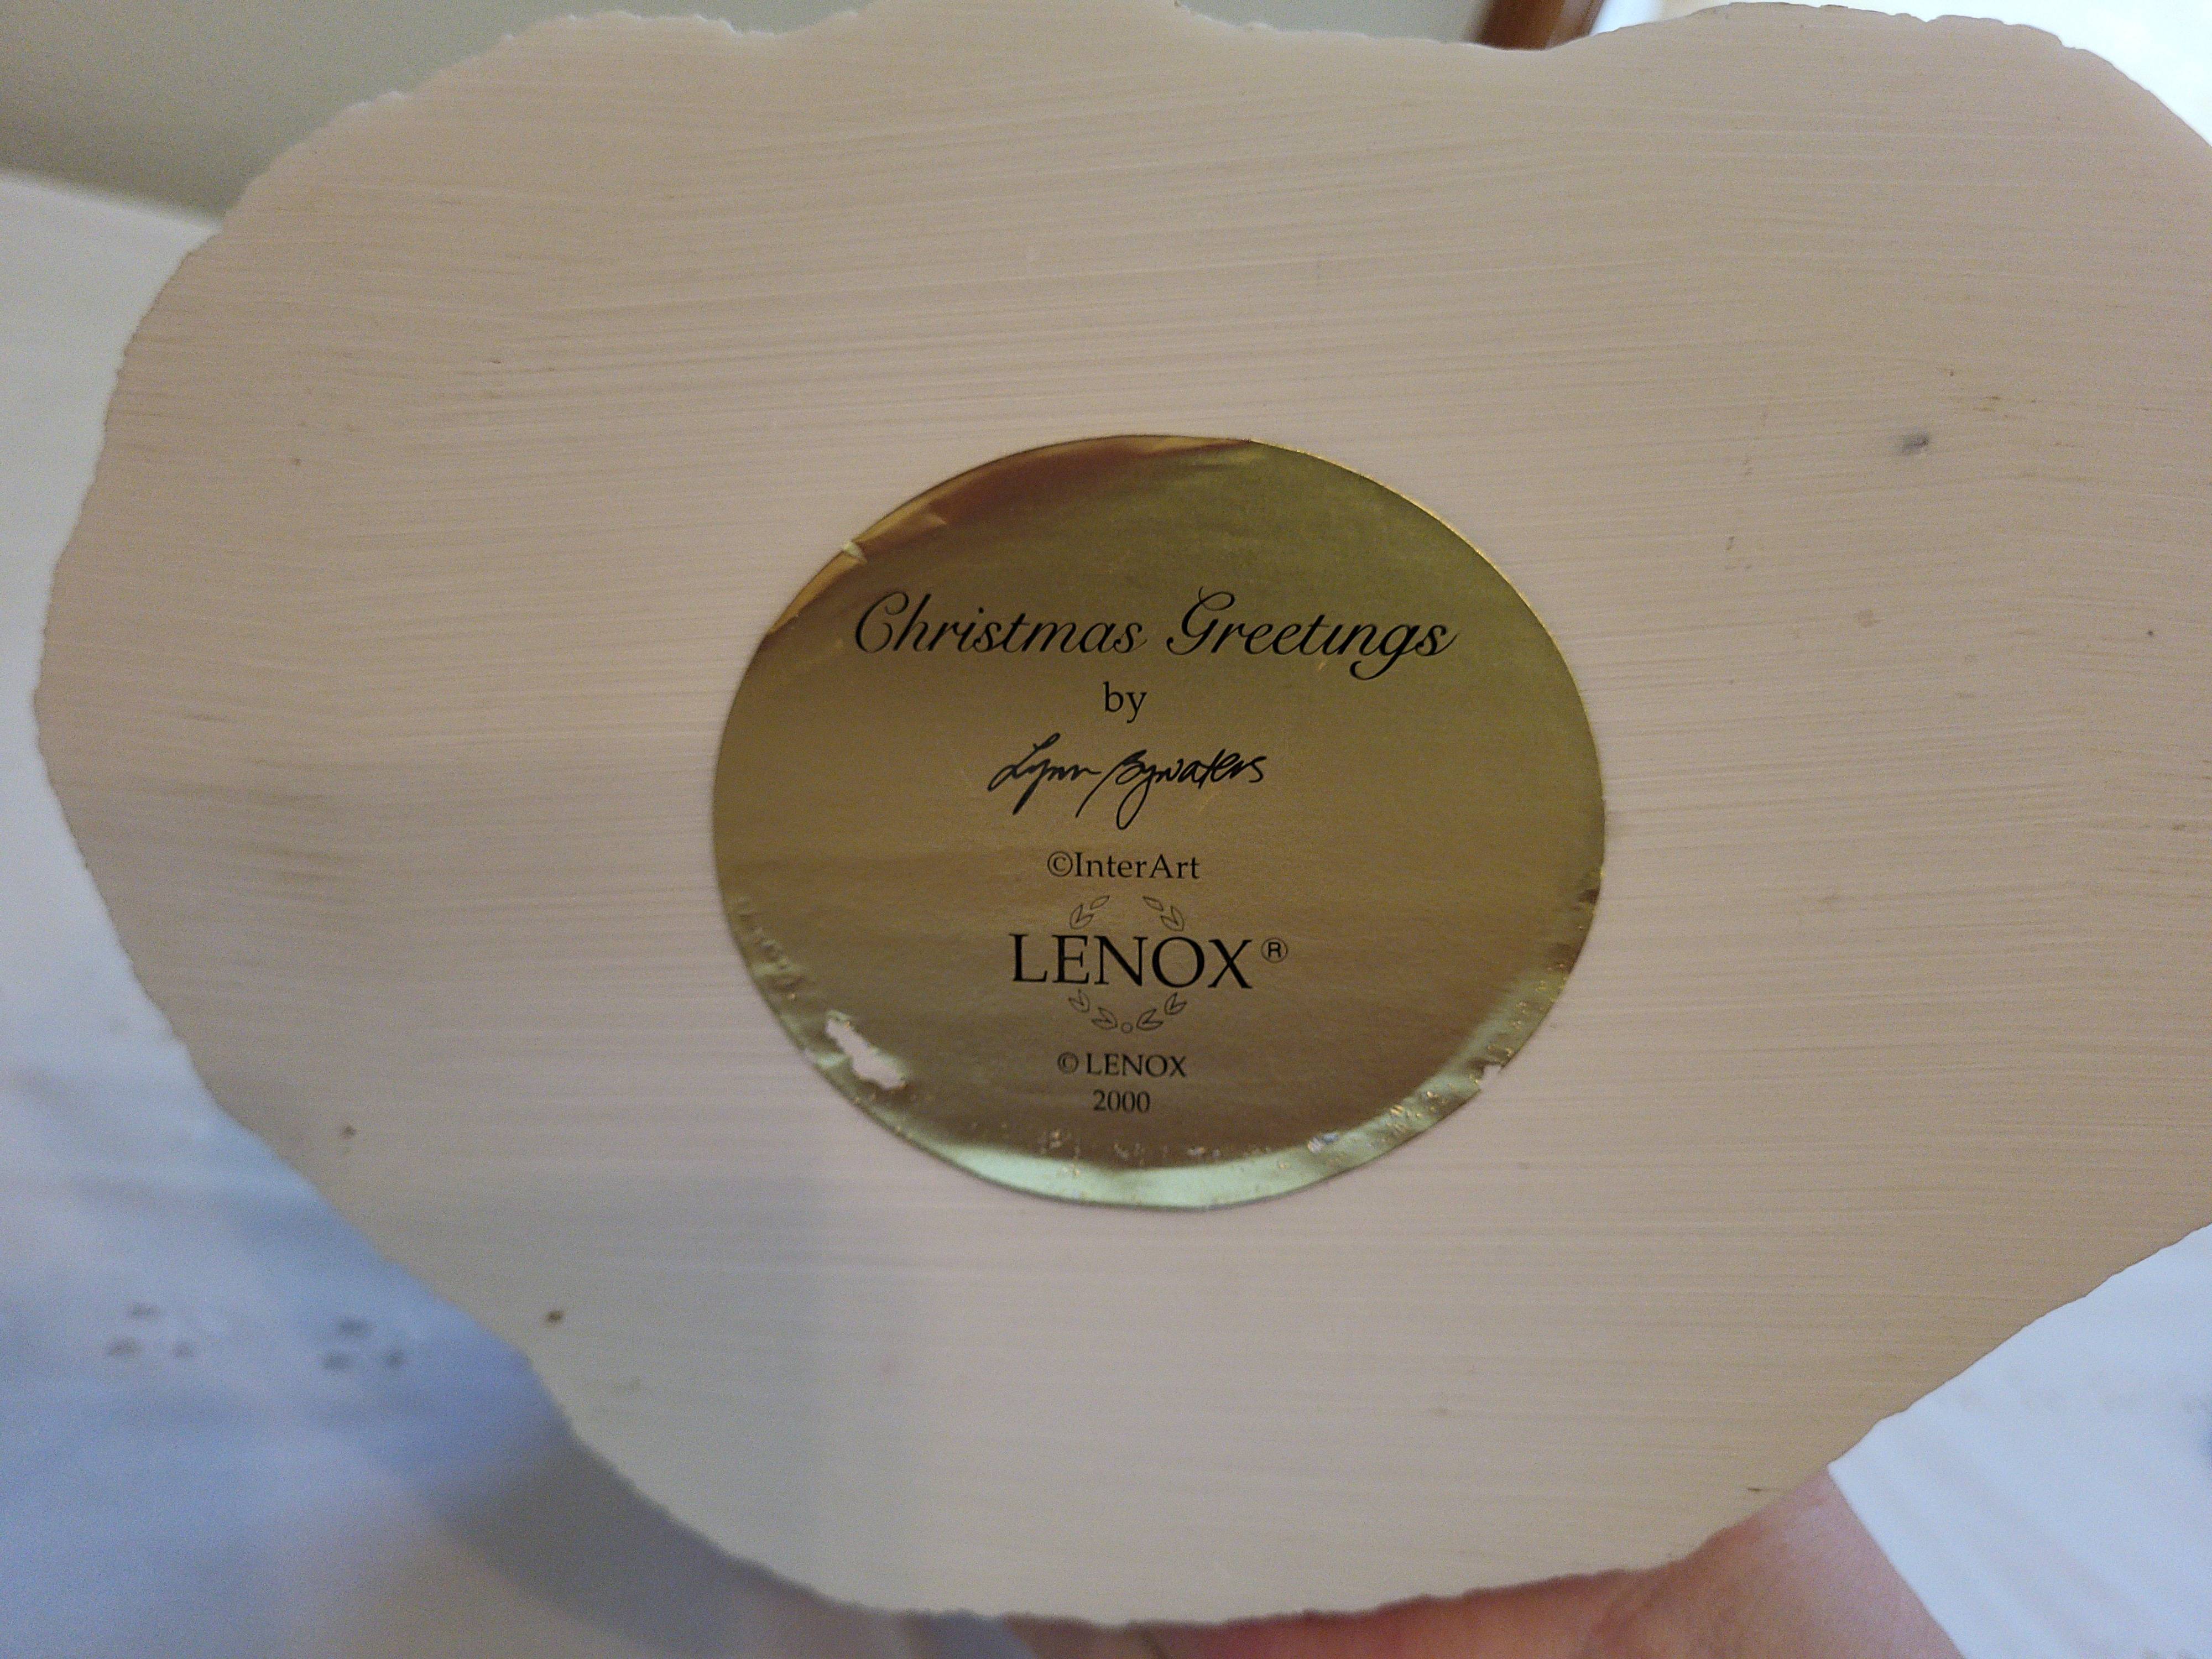 Christmas Greetings
by
Lynn Bywaters
©InterArt
LENOX®
© LENOX
2000